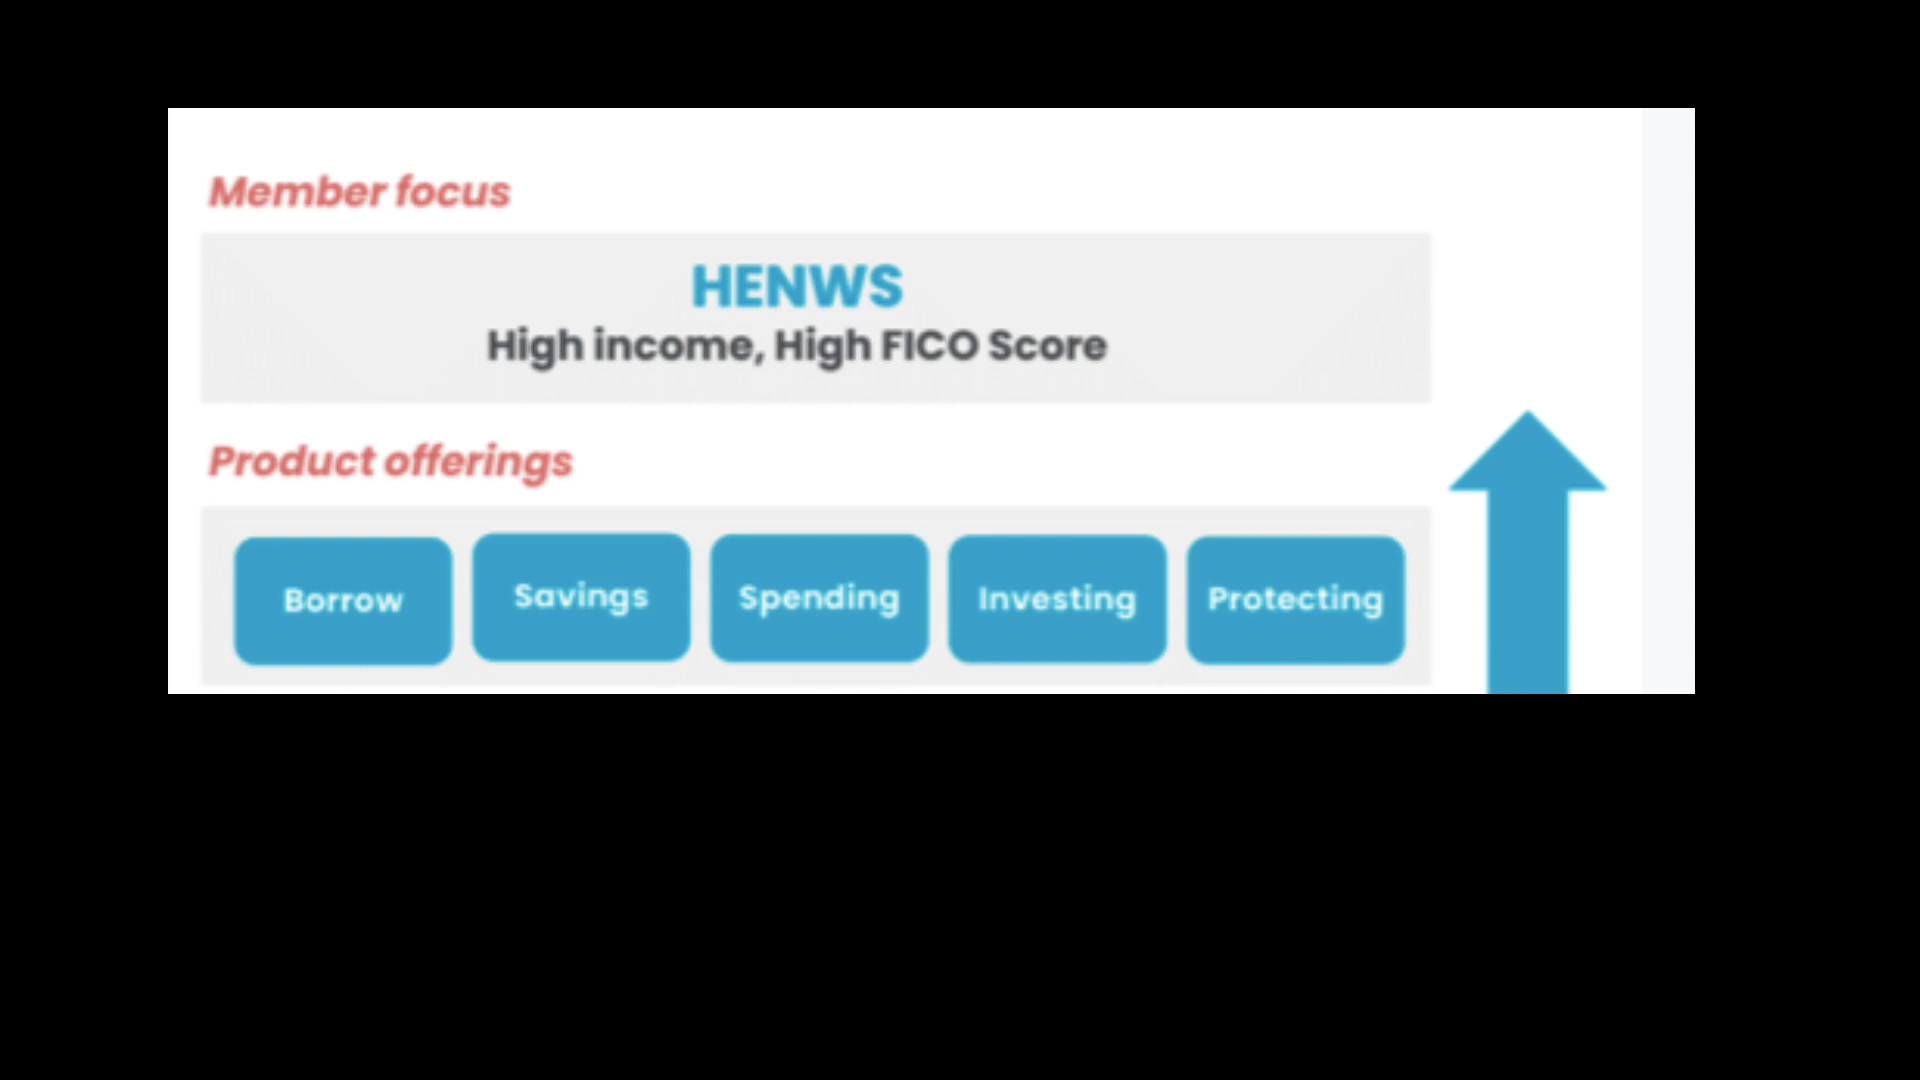 Member focus
HENWS
High income, High FICO Score
Product offerings
Borrow
Savings
Spending
Investing
Protecting